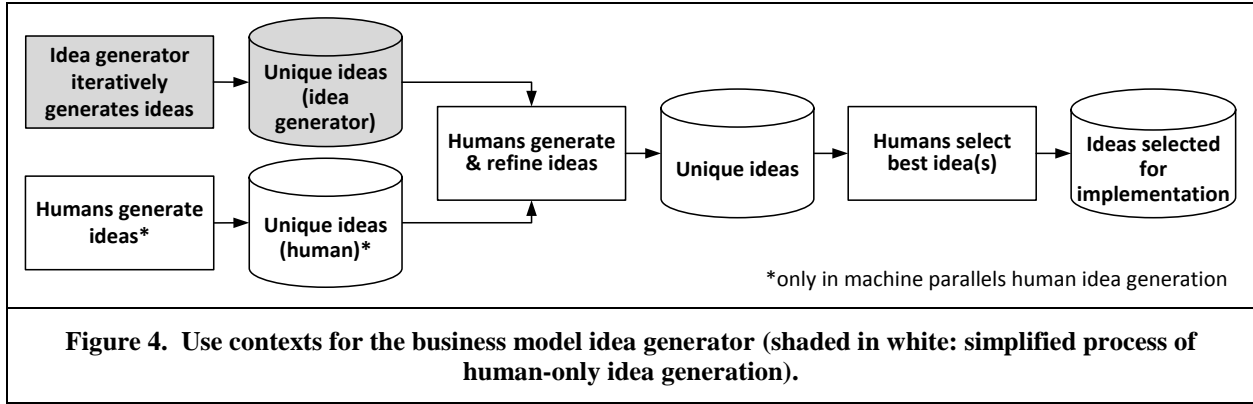 Idea generator
iteratively
generates ideas
Unique ideas
(idea
generator)
Humans generate
& refine ideas
Unique ideas
Humans select
best idea(s)
Ideas selected
for
implementation
Humans generate
ideas*
Unique ideas
(human)*
*only in machine parallels human idea generation
Figure 4. Use contexts for the business model idea generator (shaded in white: simplified process of
human-only idea generation).